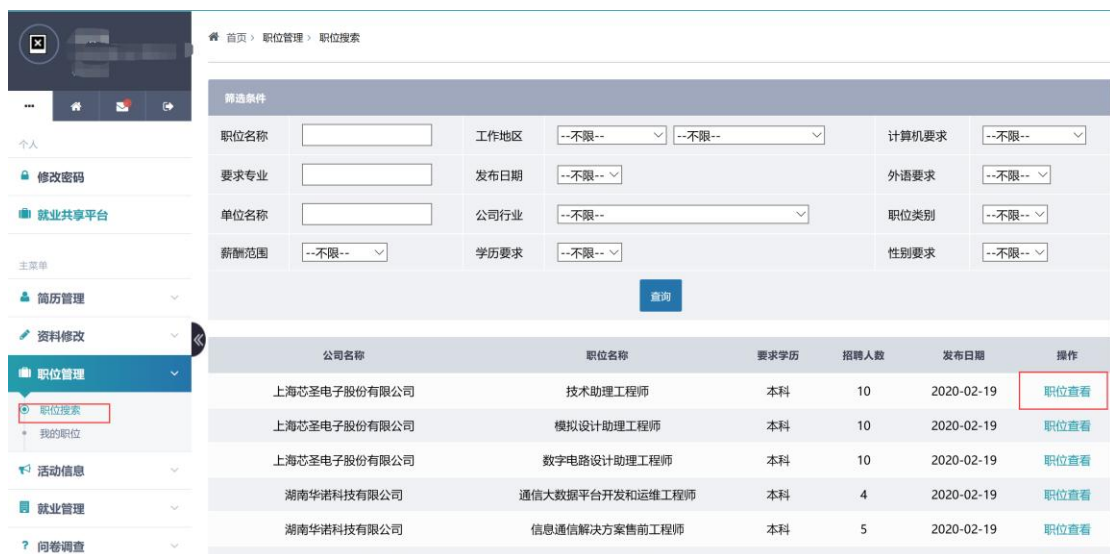 首页 › 职位管理 › 职位搜索
个人
修改密码
就业共享平台
主菜单
简历管理
资料修改
职位管理
职位搜索
我的职位
活动信息
就业管理
问卷调查
筛选条件
职位名称 工作地区 --不限-- --不限-- 计算机要求 --不限--
要求专业 发布日期 --不限-- 外语要求 --不限--
单位名称 公司行业 --不限-- 职位类别 --不限--
薪酬范围 --不限-- 学历要求 --不限-- 性别要求 --不限--
查询
公司名称 职位名称 要求学历 招聘人数 发布日期 操作
上海芯圣电子股份有限公司 技术助理工程师 本科 10 2020-02-19 职位查看
上海芯圣电子股份有限公司 模拟设计助理工程师 本科 10 2020-02-19 职位查看
上海芯圣电子股份有限公司 数字电路设计助理工程师 本科 10 2020-02-19 职位查看
湖南华诺科技有限公司 通信大数据平台开发和运维工程师 本科 4 2020-02-19 职位查看
湖南华诺科技有限公司 信息通信解决方案售前工程师 本科 5 2020-02-19 职位查看